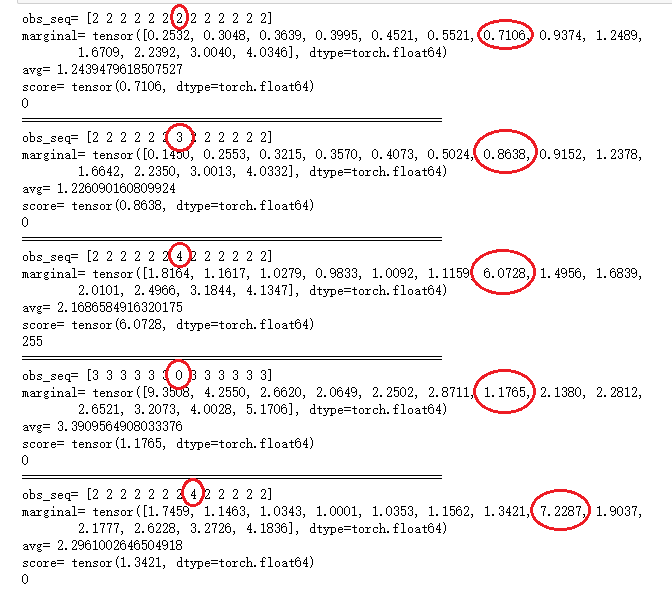 obs_seq= [2 2 2 2 2 2 2 2 2 2 2 2 2]
marginal= tensor([0.2532, 0.3048, 0.3639, 0.3995, 0.4521, 0.5521, 0.7106, 0.9374, 1.2489,
1.6709, 2.2392, 3.0040, 4.0346], dtype=torch.float64)
avg= 1.2439479618507527
score= tensor(0.7106, dtype=torch.float64)
0
obs_seq= [2 2 2 2 2 2 3 2 2 2 2 2 2]
marginal= tensor([0.1450, 0.2553, 0.3215, 0.3570, 0.4073, 0.5024, 0.8638, 0.9152, 1.2378,
1.6642, 2.2350, 3.0013, 4.0332], dtype=torch.float64)
avg= 1.226090160809924
score= tensor(0.8638, dtype=torch.float64)
0
obs_seq= [2 2 2 2 2 2 4 2 2 2 2 2 2]
marginal= tensor([1.8164, 1.1617, 1.0279, 0.9833, 1.0092, 1.1159, 6.0728, 1.4956, 1.6839,
2.0101, 2.4966, 3.1844, 4.1347], dtype=torch.float64)
avg= 2.1686584916320175
score= tensor(6.0728, dtype=torch.float64)
255
obs_seq= [3 3 3 3 3 3 0 3 3 3 3 3 3]
marginal= tensor([9.3508, 4.2550, 2.6620, 2.0649, 2.2502, 2.8711, 1.1765, 2.1380, 2.2812,
2.6521, 3.2073, 4.0028, 5.1706], dtype=torch.float64)
avg= 3.3909564908033376
score= tensor(1.1765, dtype=torch.float64)
0
obs_seq= [2 2 2 2 2 2 2 4 2 2 2 2 2]
marginal= tensor([1.7459, 1.1463, 1.0343, 1.0001, 1.0353, 1.1562, 1.3421, 7.2287, 1.9037,
2.1777, 2.6228, 3.2726, 4.1836], dtype=torch.float64)
avg= 2.2961002646504918
score= tensor(1.3421, dtype=torch.float64)
0